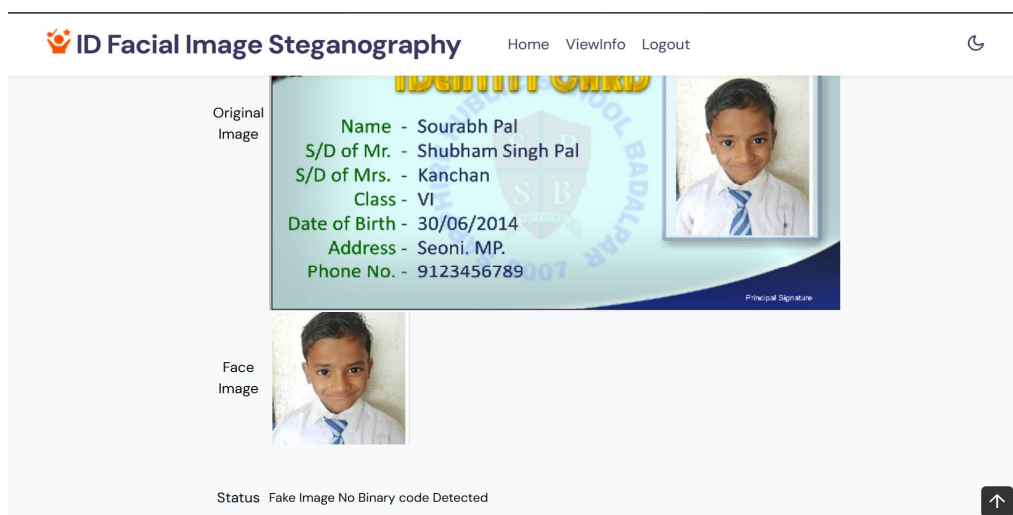 ID Facial Image Steganography Home ViewInfo Logout
IDENTITY CARD
Original
Image
Name - Sourabh Pal
S/D of Mr. - Shubham Singh Pal
S/D of Mrs. - Kanchan
Class - VI
Date of Birth - 30/06/2014
Address - Seoni. MP.
Phone No. - 9123456789
Principal Signature
Face
Image
Status Fake Image No Binary code Detected